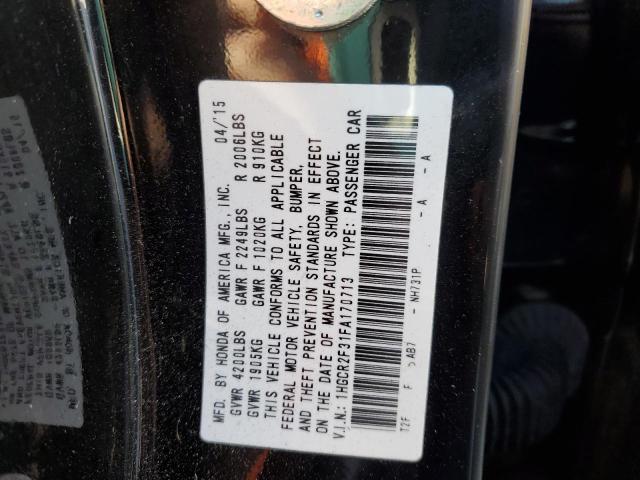 MFD. BY HONDA OF AMERICA MFG., INC. 04/'15
GVWR 4200LBS GAWR F 2249LBS R 2006LBS
GVWR 1905KG GAWR F 1020KG R 910KG
THIS VEHICLE CONFORMS TO ALL APPLICABLE
FEDERAL MOTOR VEHICLE SAFETY, BUMPER,
AND THEFT PREVENTION STANDARDS IN EFFECT
ON THE DATE OF MANUFACTURE SHOWN ABOVE.
V.I.N.: 1HGCR2F31FA170713 TYPE: PASSENGER CAR
T2F F 5AB7 - NH731P - A - A